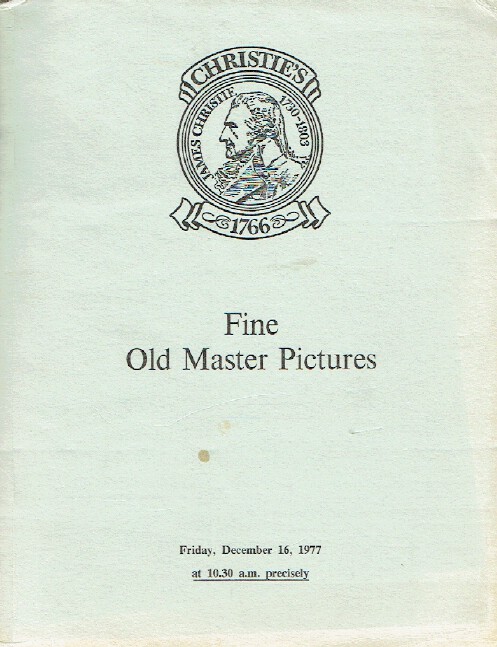 CHRISTIE'S
JAMES CHRISTIE 1730-1803
1766
Fine
Old Master Pictures
Friday, December 16, 1977
at 10.30 a.m. precisely